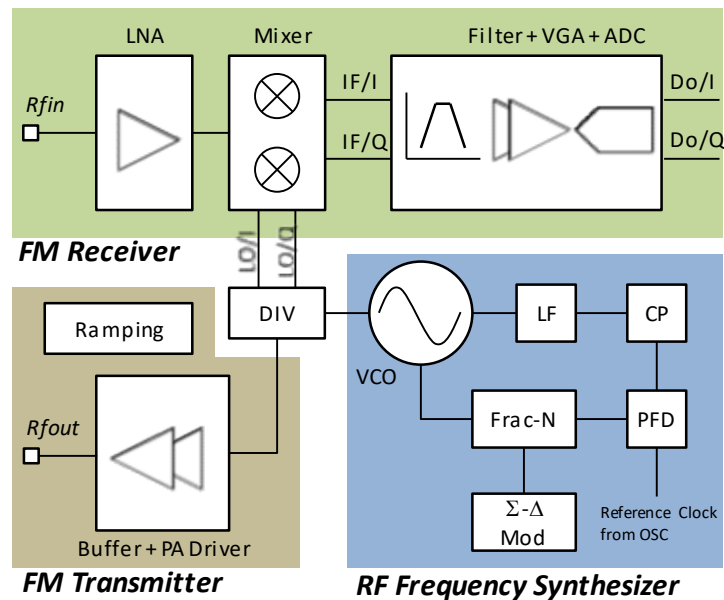 LNA
Mixer
Filter + VGA + ADC
Rfin
IF/I
IF/Q
Do/I
Do/Q
LO/I
LO/Q
FM Receiver
DIV
Ramping
VCO
LF
CP
Frac-N
PFD
Rfout
Σ-Δ
Mod
Reference Clock
from OSC
Buffer + PA Driver
FM Transmitter
RF Frequency Synthesizer